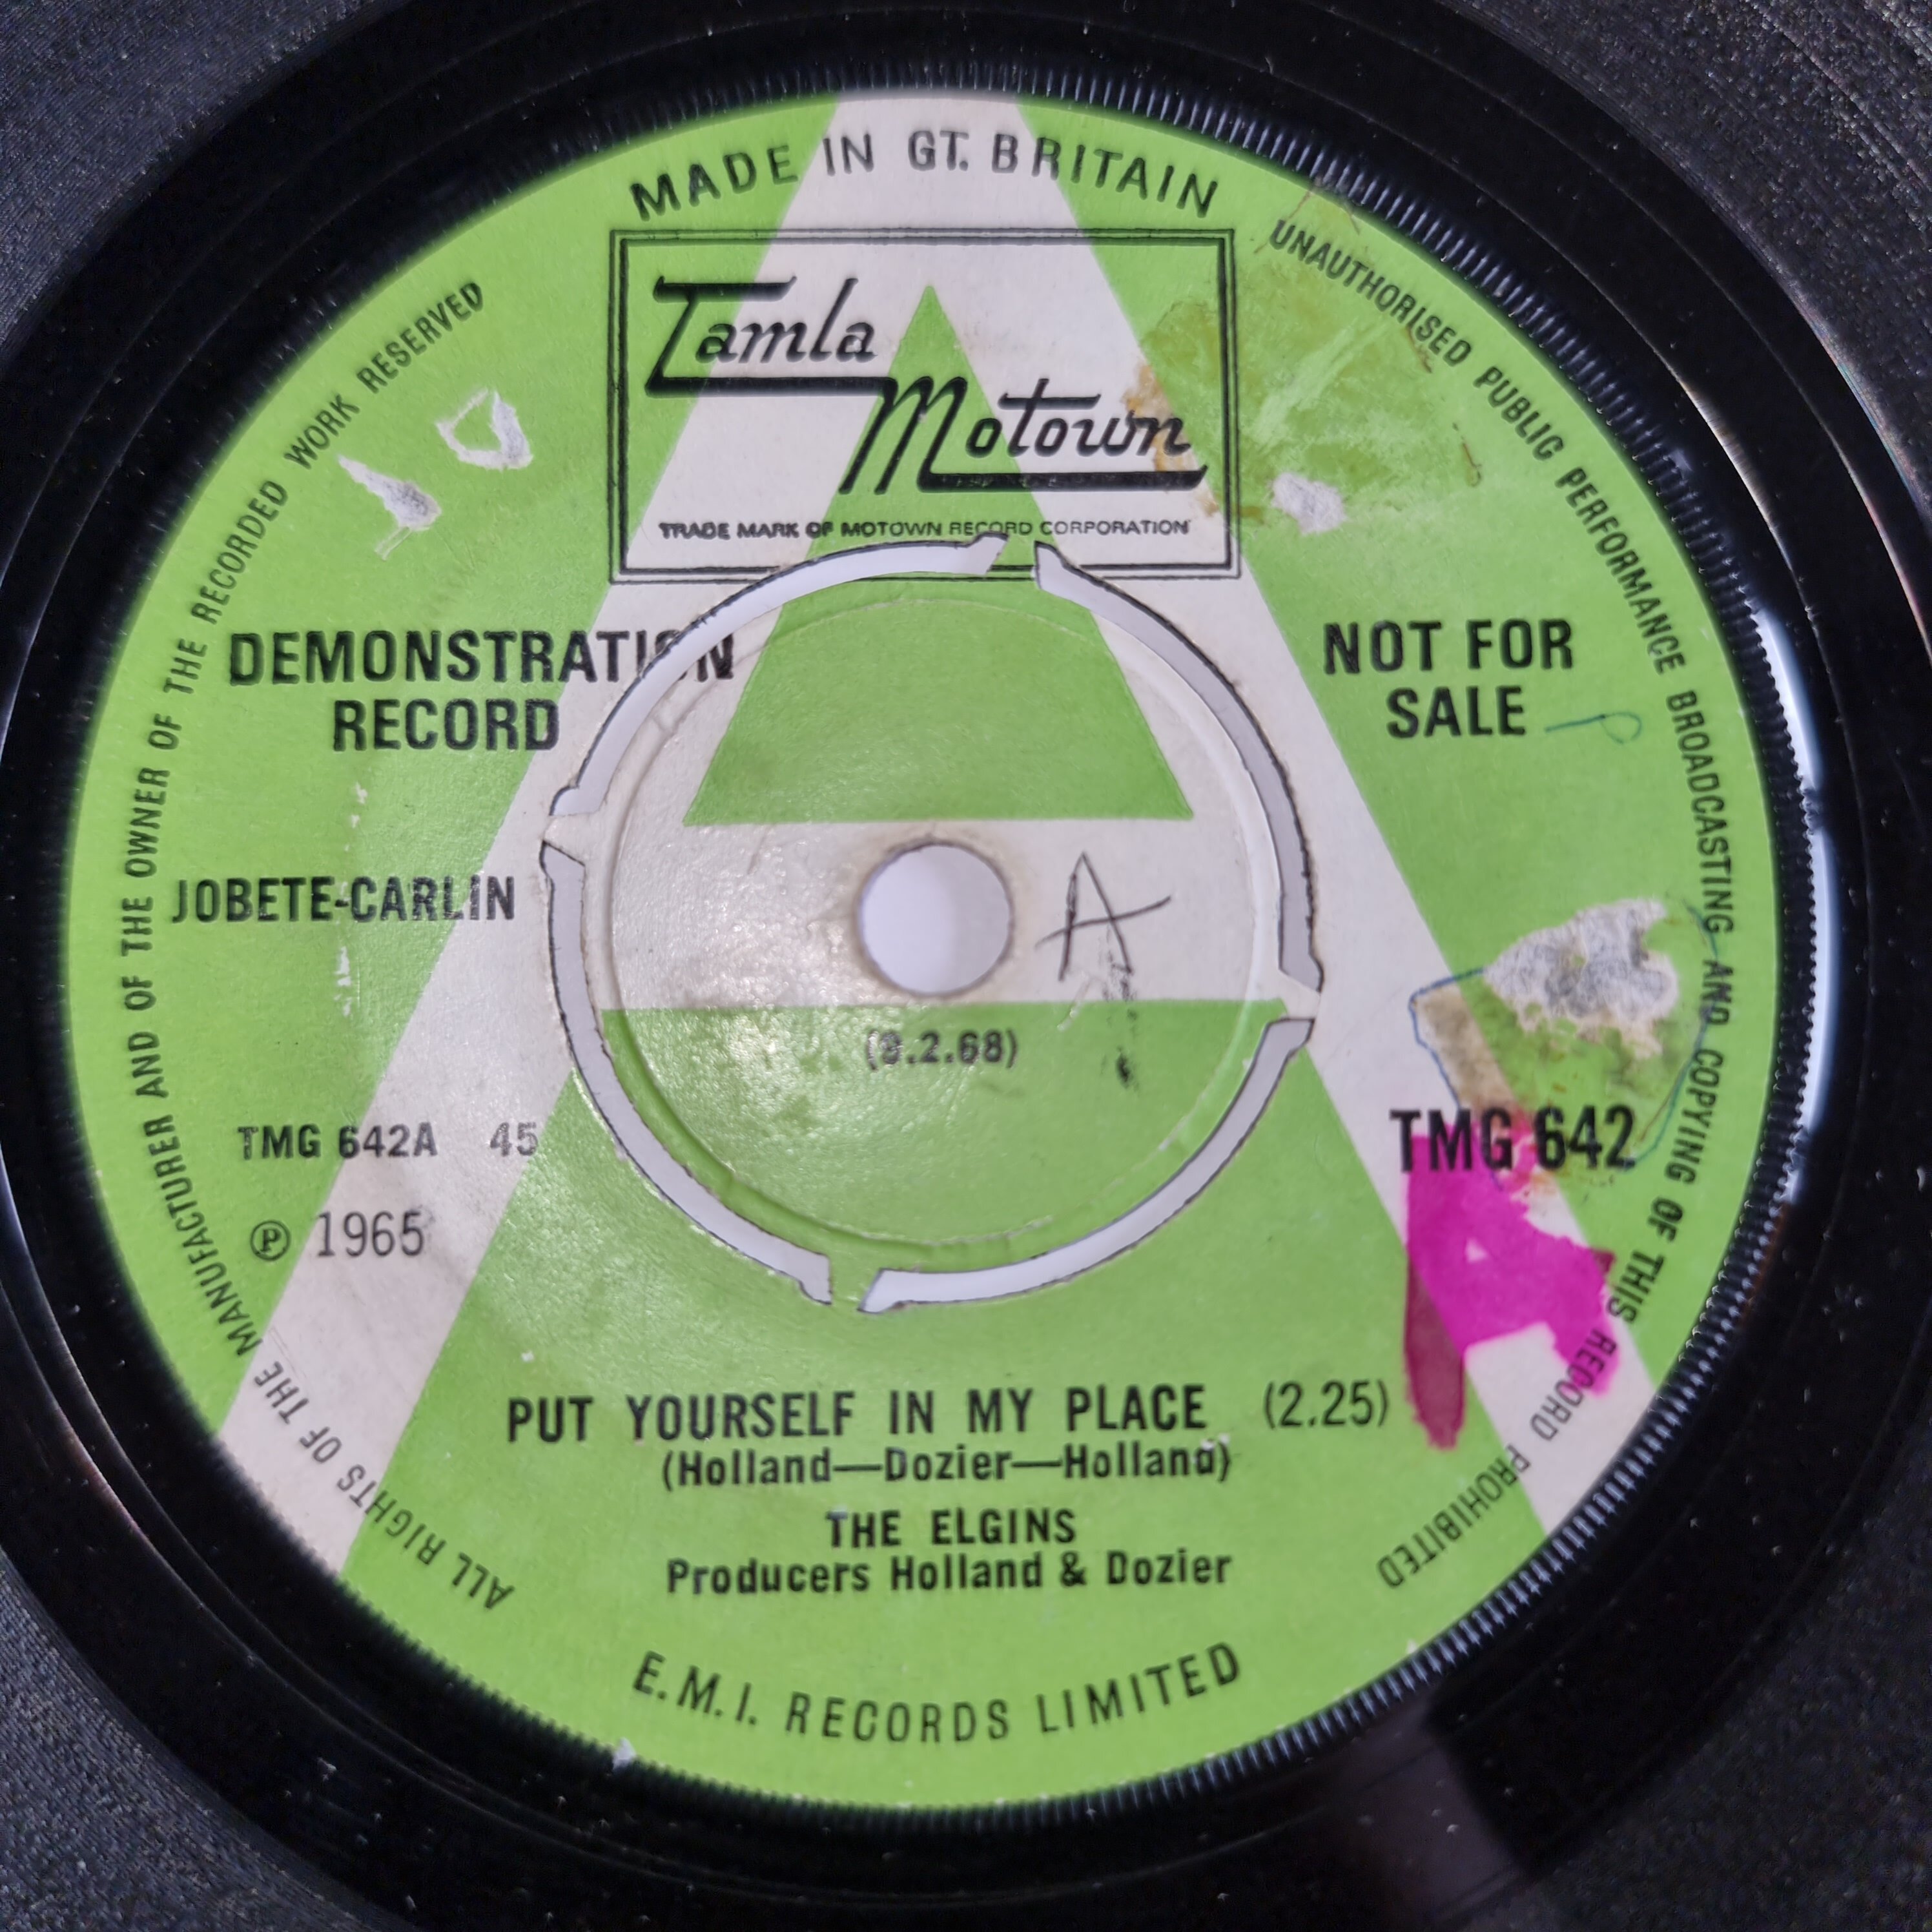 MADE IN GT. BRITAIN
UNAUTHORISED PUBLIC PERFORMANCE BROADCASTING AND COPYING OF THIS RECORD PROHIBITED
ALL RIGHTS OF THE MANUFACTURER AND OF THE OWNER OF THE RECORDED WORK RESERVED
Tamla
Motown
TRADE MARK OF MOTOWN RECORD CORPORATION
DEMONSTRATION
RECORD
NOT FOR
SALE
P
JOBETE-CARLIN
A
(8.2.68)
TMG 642A 45
TMG 642
℗ 1965
A
PUT YOURSELF IN MY PLACE (2.25)
(Holland—Dozier—Holland)
THE ELGINS
Producers Holland & Dozier
E.M.I. RECORDS LIMITED